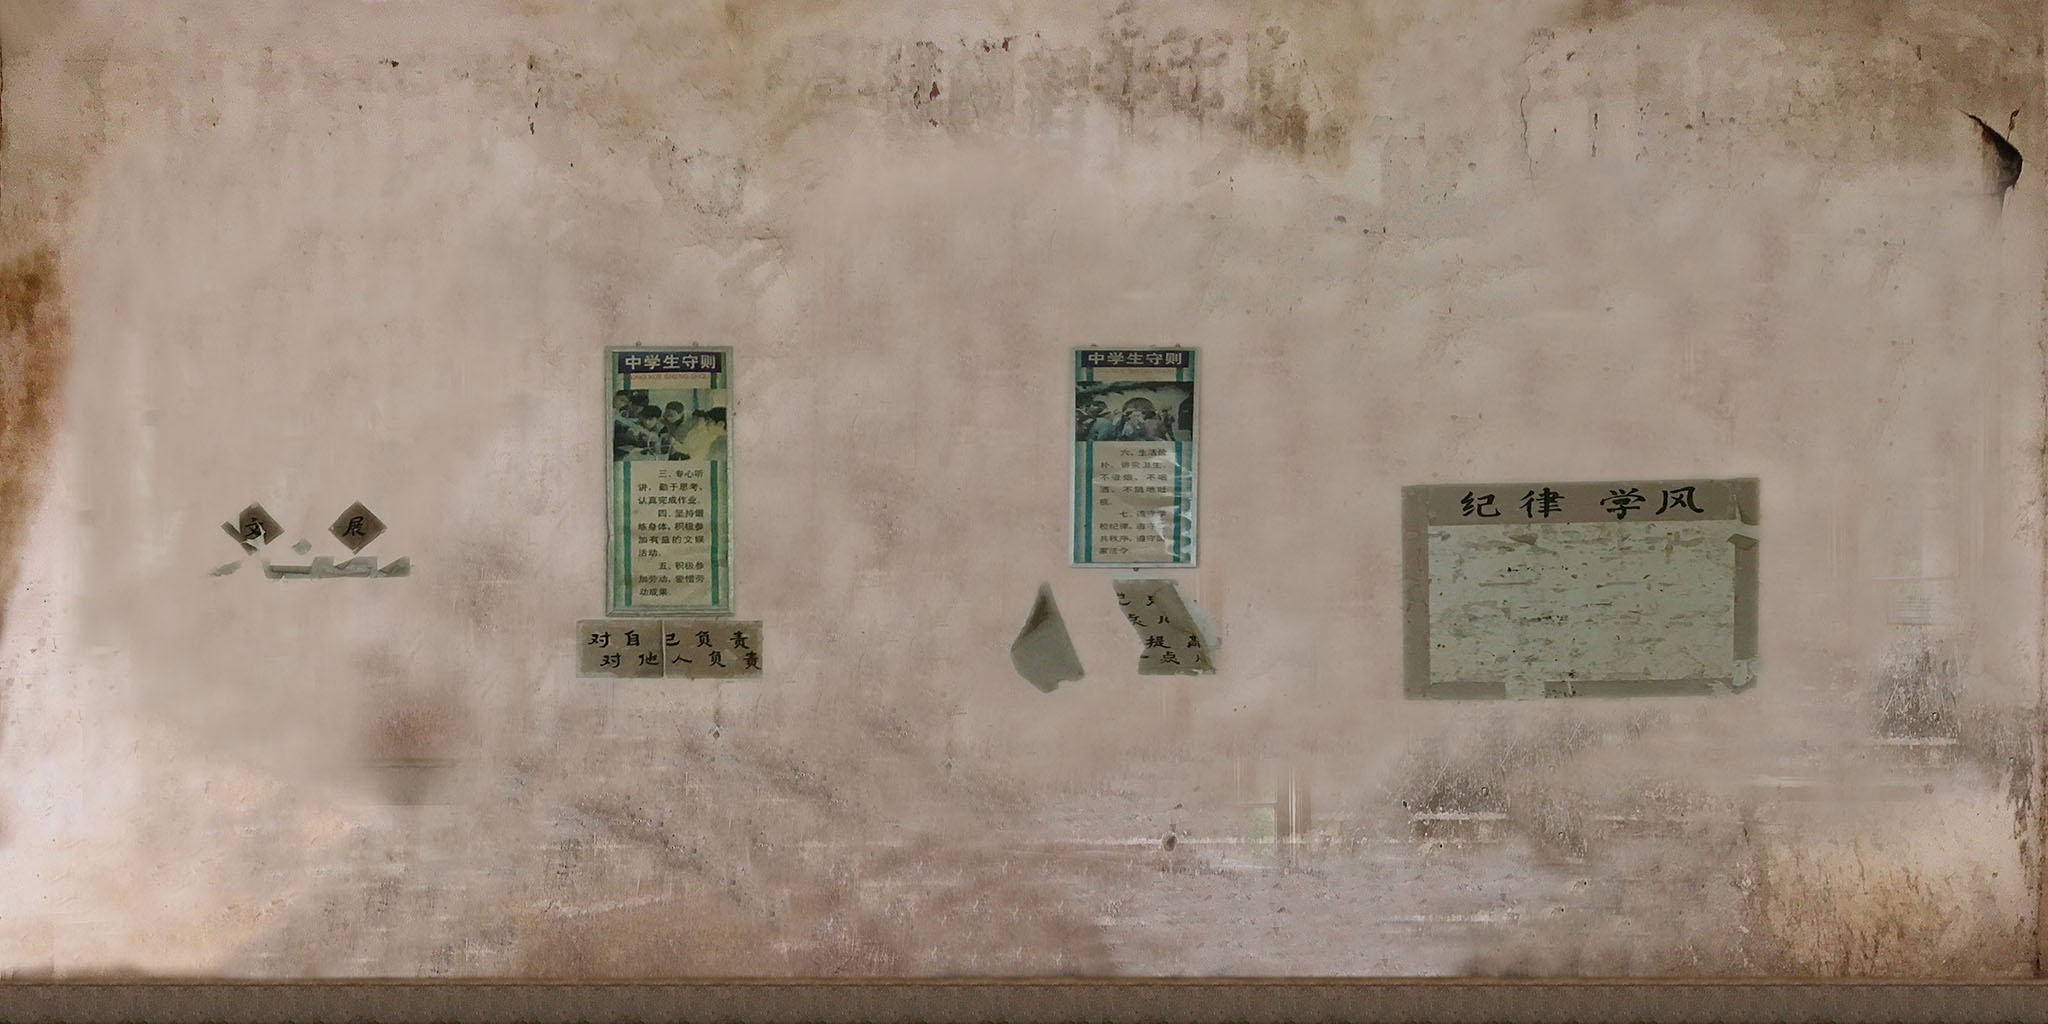 展
中学生守则
三、专心听
讲，勤于思考，
认真完成作业。
四、坚持锻
炼身体，积极参
加有益的文娱
活动。
五、积极参
加劳动，爱惜劳
动成果。
对自己负责
对他人负责
中学生守则
六、生活俭
朴，讲究卫生，
不吸烟、不喝
酒，不随地吐
痰。
七、遵守学
校纪律，遵守
共秩序，遵守国
家法令。
提高
一点
纪律 学风